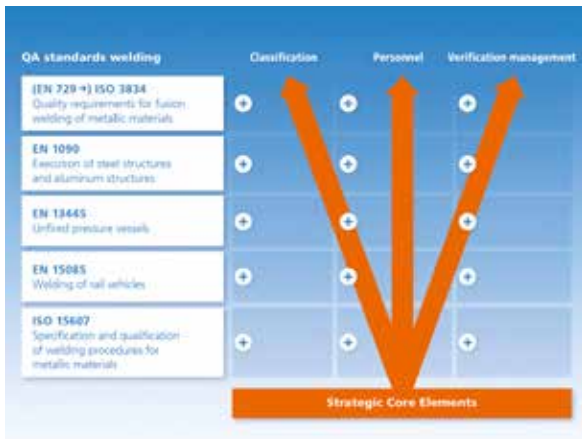 QA standards welding
Classification
Personnel
Verification management
(EN 729 →) ISO 3834
Quality requirements for fusion
welding of metallic materials
EN 1090
Execution of steel structures
and aluminum structures
EN 13445
Unfired pressure vessels
EN 15085
Welding of rail vehicles
ISO 15607
Specification and qualification
of welding procedures for
metallic materials
Strategic Core Elements